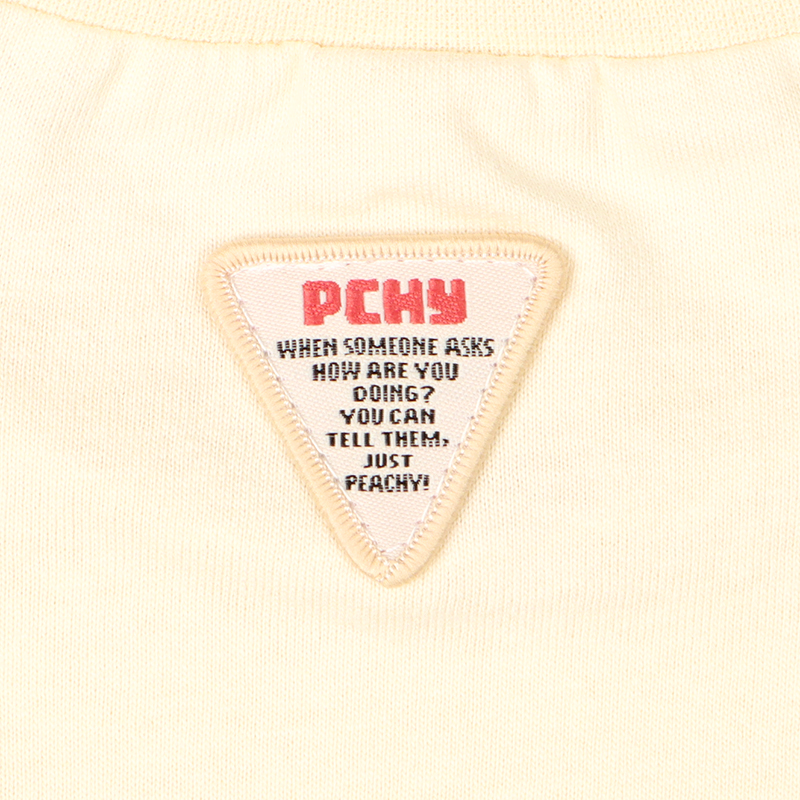 PCHY
WHEN SOMEONE ASKS
HOW ARE YOU
DOING?
YOU CAN
TELL THEM,
JUST
PEACHY!